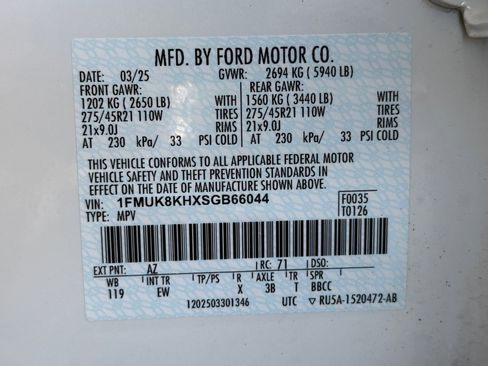 MFD. BY FORD MOTOR CO.
DATE: 03/25 GVWR: 2694 KG ( 5940 LB)
FRONT GAWR: REAR GAWR:
1202 KG ( 2650 LB) WITH 1560 KG ( 3440 LB) WITH
275/45R21 110W TIRES 275/45R21 110W TIRES
21x9.0J RIMS 21x9.0J RIMS
AT 230 kPa/ 33 PSI COLD AT 230 kPa/ 33 PSI COLD
THIS VEHICLE CONFORMS TO ALL APPLICABLE FEDERAL MOTOR
VEHICLE SAFETY AND THEFT PREVENTION STANDARDS IN EFFECT
ON THE DATE OF MANUFACTURE SHOWN ABOVE.
VIN: 1FMUK8KHXSGB66044 F0035
TYPE: MPV T0126
EXT PNT: AZ RC: 71 DSO:
WB INT TR TP/PS R AXLE TR SPR
119 EW X 3B T BBCC
1202503301346 UTC ▽ RU5A-1520472-AB